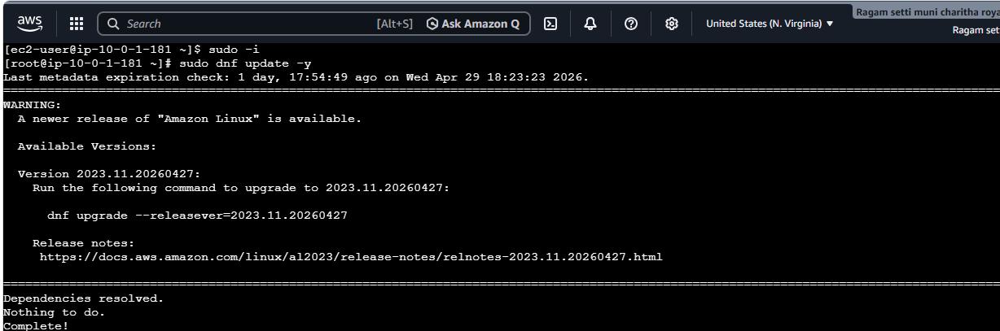 Ragam setti muni charitha roya
aws
Search [Alt+S] Ask Amazon Q United States (N. Virginia) ▼
Ragam set
[ec2-user@ip-10-0-1-181 ~]$ sudo -i
[root@ip-10-0-1-181 ~]# sudo dnf update -y
Last metadata expiration check: 1 day, 17:54:49 ago on Wed Apr 29 18:23:23 2026.
================================================================================
WARNING:
A newer release of "Amazon Linux" is available.
Available Versions:
Version 2023.11.20260427:
Run the following command to upgrade to 2023.11.20260427:
dnf upgrade --releasever=2023.11.20260427
Release notes:
https://docs.aws.amazon.com/linux/al2023/release-notes/relnotes-2023.11.20260427.html
================================================================================
Dependencies resolved.
Nothing to do.
Complete!